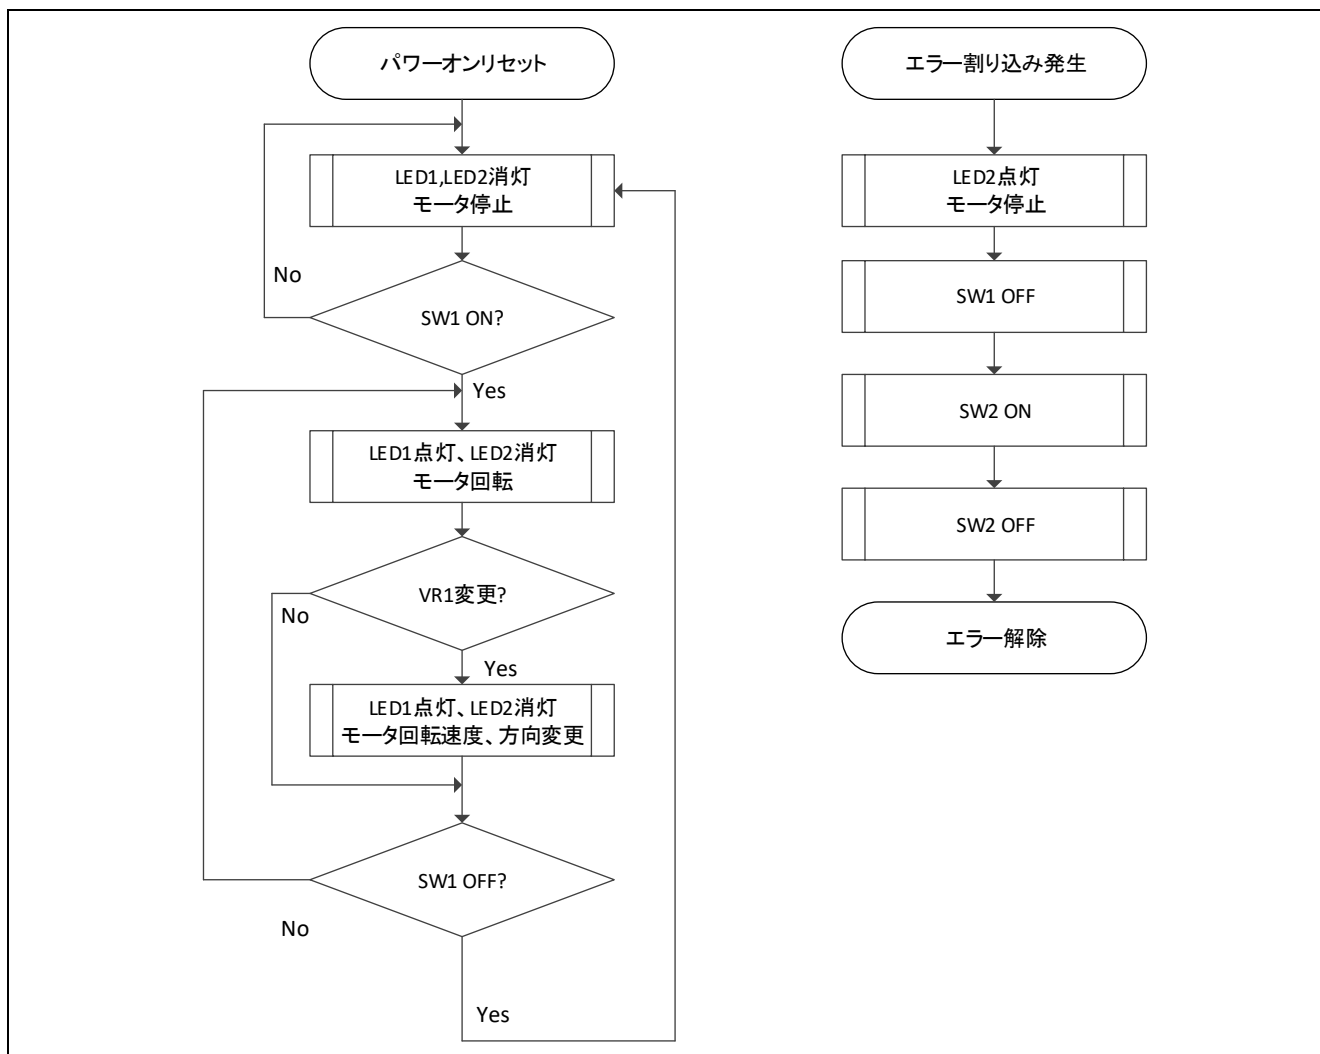 パワーオンリセット
LED1,LED2消灯
モータ停止
No
SW1 ON?
Yes
LED1点灯、LED2消灯
モータ回転
VR1変更?
No
Yes
LED1点灯、LED2消灯
モータ回転速度、方向変更
SW1 OFF?
No
Yes
エラー割り込み発生
LED2点灯
モータ停止
SW1 OFF
SW2 ON
SW2 OFF
エラー解除